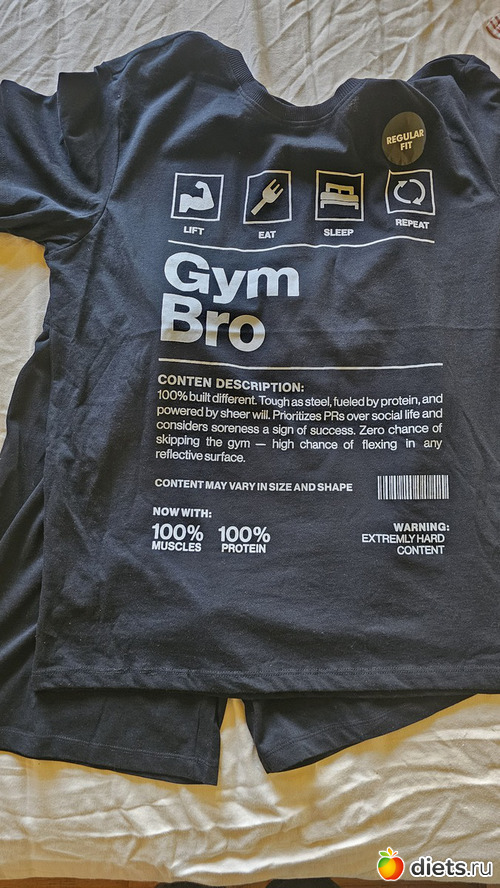 REGULAR
FIT
LIFT
EAT
SLEEP
REPEAT
Gym
Bro
CONTEN DESCRIPTION:
100% built different. Tough as steel, fueled by protein, and
powered by sheer will. Prioritizes PRs over social life and
considers soreness a sign of success. Zero chance of
skipping the gym — high chance of flexing in any
reflective surface.
CONTENT MAY VARY IN SIZE AND SHAPE
NOW WITH:
100% 100%
MUSCLES PROTEIN
WARNING:
EXTREMLY HARD
CONTENT
diets.ru